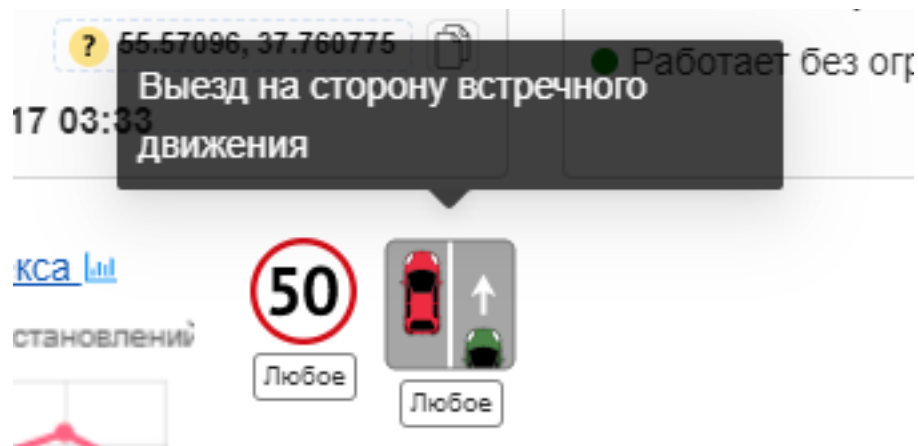 55.57096, 37.760775
Работает без огр
Выезд на сторону встречного
17 03:33
движения
кса
становлений
50
Любое
Любое